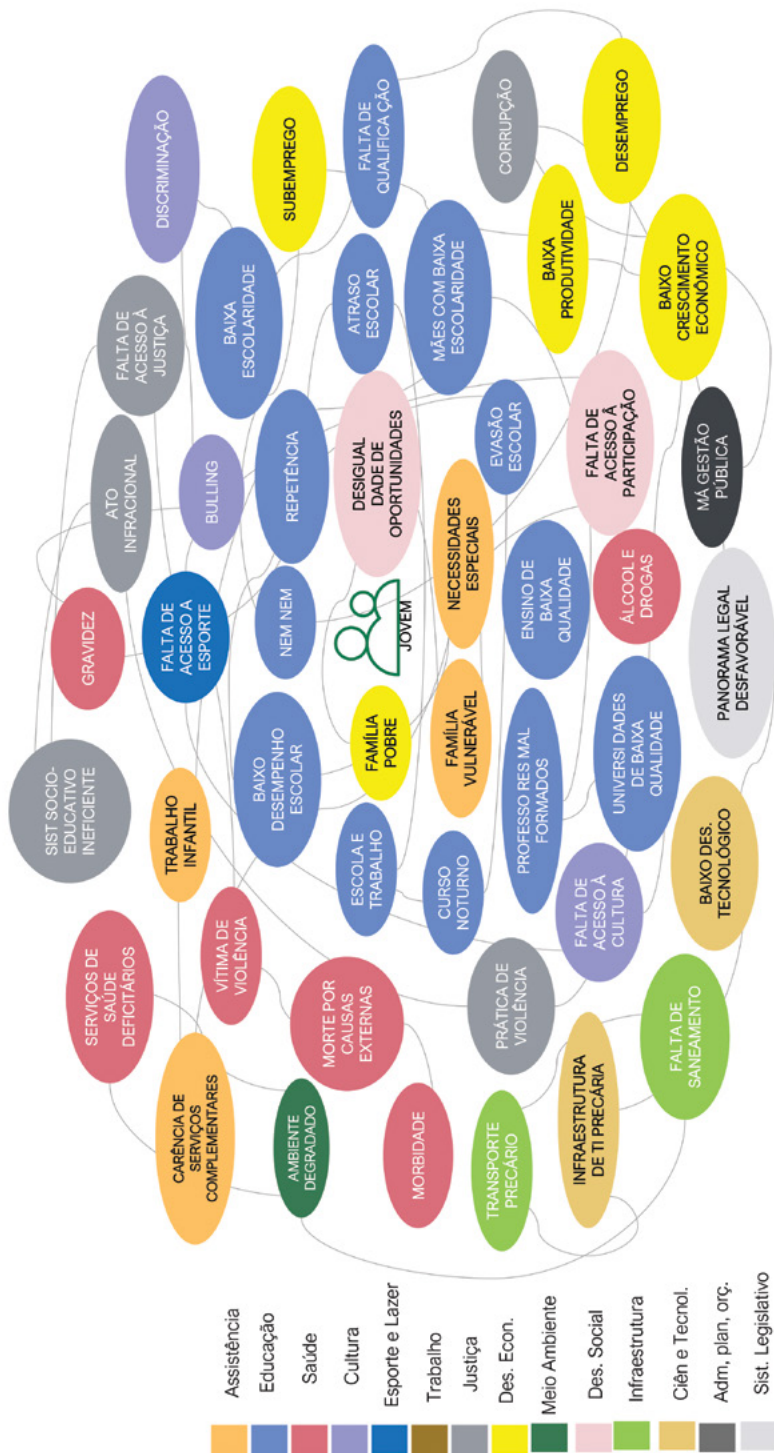 SERVIÇOS DE
SAÚDE
DEFICITÁRIOS
SIST SOCIO-
EDUCATIVO
INEFICIENTE
GRAVIDEZ
ATO
INFRACIONAL
FALTA DE
ACESSO À
JUSTIÇA
DISCRIMINAÇÃO
CARÊNCIA DE
SERVIÇOS
COMPLEMENTARES
VÍTIMA DE
VIOLÊNCIA
TRABALHO
INFANTIL
FALTA DE
ACESSO A
ESPORTE
BULLING
BAIXA
ESCOLARIDADE
SUBEMPREGO
AMBIENTE
DEGRADADO
MORTE POR
CAUSAS
EXTERNAS
BAIXO
DESEMPENHO
ESCOLAR
NEM NEM
REPETÊNCIA
ATRASO
ESCOLAR
FALTA DE
QUALIFICA ÇÃO
MORBIDADE
ESCOLA E
TRABALHO
FAMÍLIA
POBRE
JOVEM
DESIGUAL
DADE DE
OPORTUNIDADES
MÃES COM BAIXA
ESCOLARIDADE
CURSO
NOTURNO
FAMÍLIA
VULNERÁVEL
NECESSIDADES
ESPECIAIS
EVASÃO
ESCOLAR
CORRUPÇÃO
TRANSPORTE
PRECÁRIO
PRÁTICA DE
VIOLÊNCIA
PROFESSO RES MAL
FORMADOS
ENSINO DE
BAIXA
QUALIDADE
BAIXA
PRODUTIVIDADE
DESEMPREGO
INFRAESTRUTURA
DE TI PRECÁRIA
FALTA DE
ACESSO À
CULTURA
UNIVERSI DADES
DE BAIXA
QUALIDADE
ÁLCOOL E
DROGAS
FALTA DE
ACESSO Â
PARTICIPAÇÃO
BAIXO
CRESCIMENTO
ECONÔMICO
FALTA DE
SANEAMENTO
BAIXO DES.
TECNOLÓGICO
PANORAMA LEGAL
DESFAVORÁVEL
MÁ GESTÃO
PÚBLICA
Assistência
Educação
Saúde
Cultura
Esporte e Lazer
Trabalho
Justiça
Des. Econ.
Meio Ambiente
Des. Social
Infraestrutura
Ciên e Tecnol.
Adm, plan, orç.
Sist. Legislativo